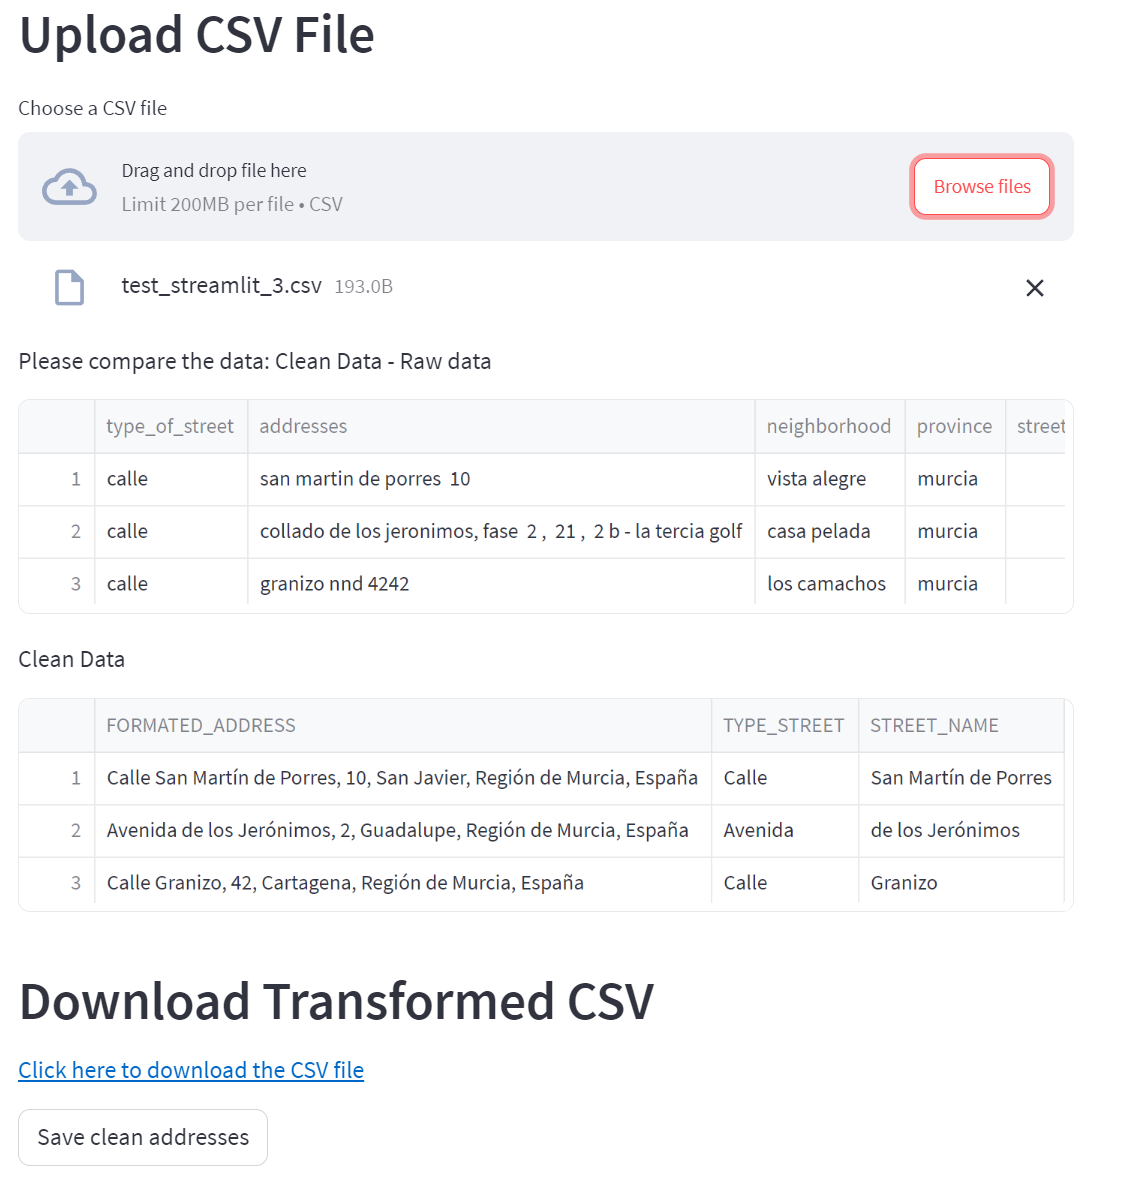 Upload CSV File
Choose a CSV file
Drag and drop file here
Limit 200MB per file • CSV
Browse files
test_streamlit_3.csv 193.0B
Please compare the data: Clean Data - Raw data
type_of_street addresses neighborhood province street
1 calle san martin de porres 10 vista alegre murcia
2 calle collado de los jeronimos, fase 2 , 21 , 2 b - la tercia golf casa pelada murcia
3 calle granizo nnd 4242 los camachos murcia
Clean Data
FORMATED_ADDRESS TYPE_STREET STREET_NAME
1 Calle San Martín de Porres, 10, San Javier, Región de Murcia, España Calle San Martín de Porres
2 Avenida de los Jerónimos, 2, Guadalupe, Región de Murcia, España Avenida de los Jerónimos
3 Calle Granizo, 42, Cartagena, Región de Murcia, España Calle Granizo
Download Transformed CSV
Click here to download the CSV file
Save clean addresses